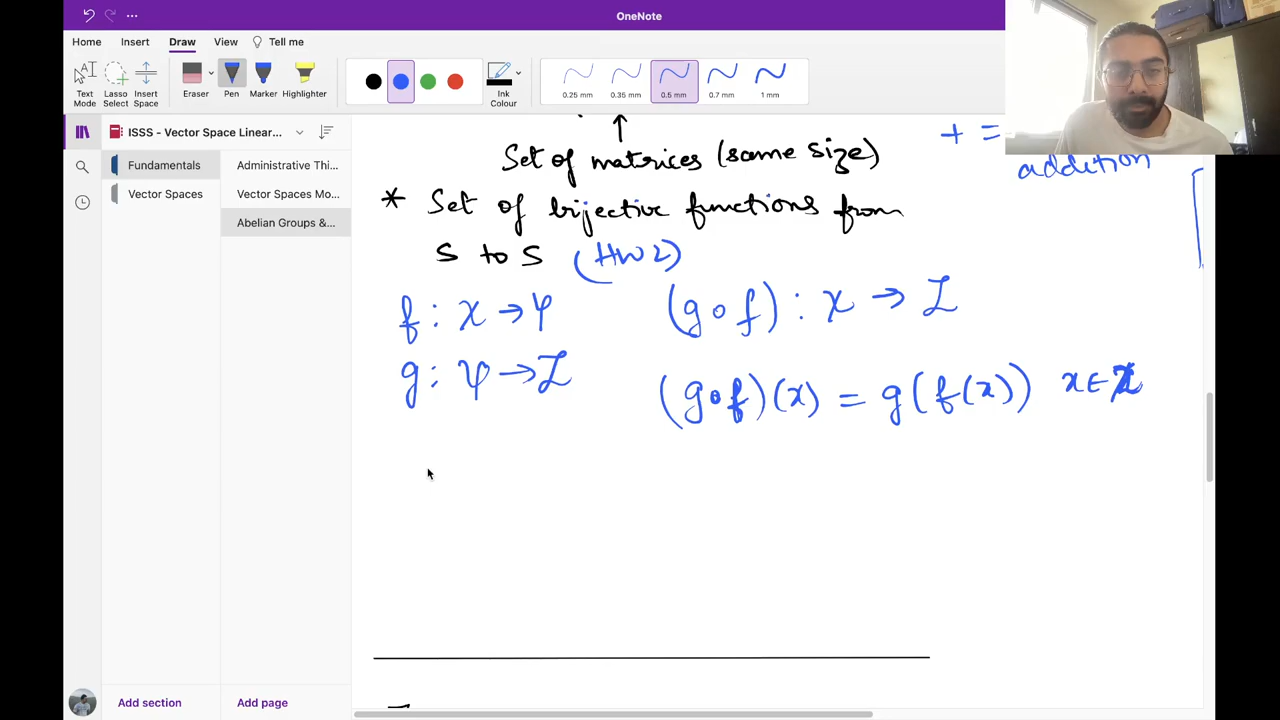 OneNote
Home Insert Draw View Tell me
Text Mode Lasso Select Insert Space Eraser Pen Marker Highlighter Ink Colour 0.25 mm 0.35 mm 0.5 mm 0.7 mm 1 mm
ISSS - Vector Space Linear...
Fundamentals
Vector Spaces
Administrative Thi...
Vector Spaces Mo...
Abelian Groups &...
Add section
Add page
+ =
addition
↑
Set of matrices (same size)
* Set of bijective functions from
S to S (HW 2)
f : χ → ψ (g∘f) : χ → Z
g : ψ → Z (g∘f)(x) = g(f(x)) x ∈ χ